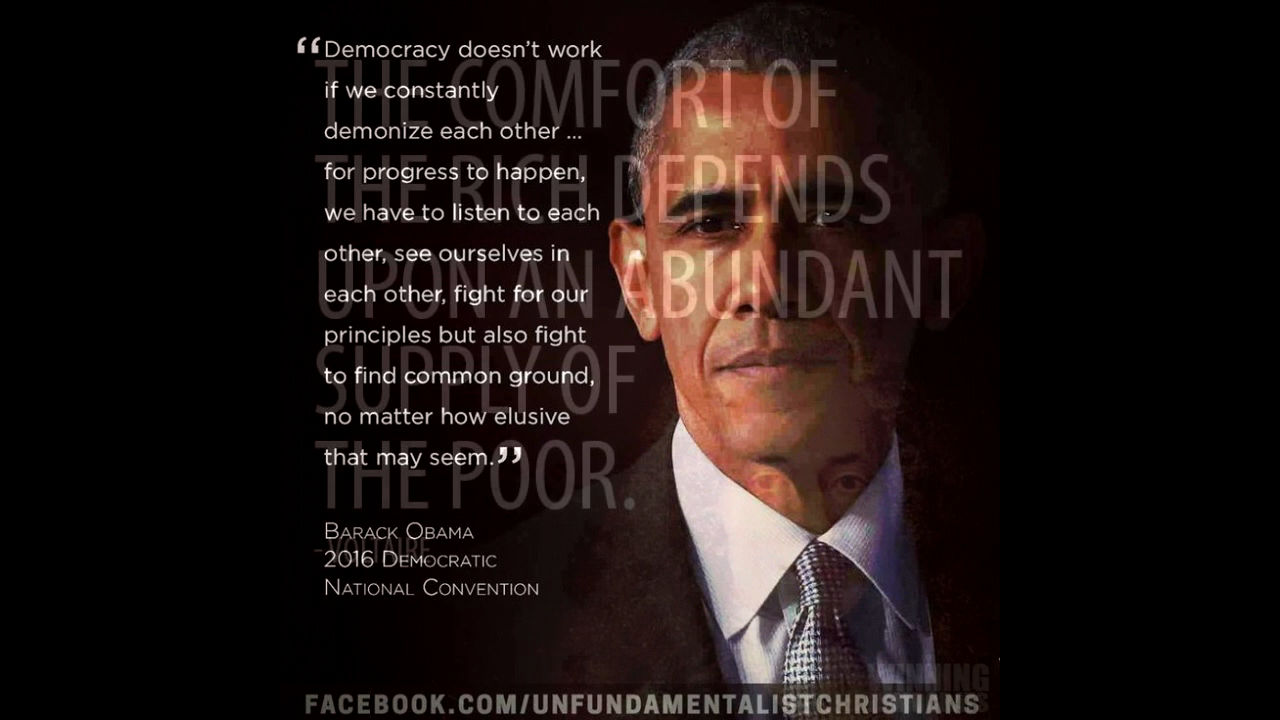 “Democracy doesn’t work
if we constantly
demonize each other ...
for progress to happen,
we have to listen to each
other, see ourselves in
each other, fight for our
principles but also fight
to find common ground,
no matter how elusive
that may seem.”
Barack Obama
2016 Democratic
National Convention
THE COMFORT OF
THE RICH DEPENDS
UPON AN ABUNDANT
SUPPLY OF
THE POOR.
- VOLTAIRE
WINNING
FACEBOOK.COM/UNFUNDAMENTALISTCHRISTIANS